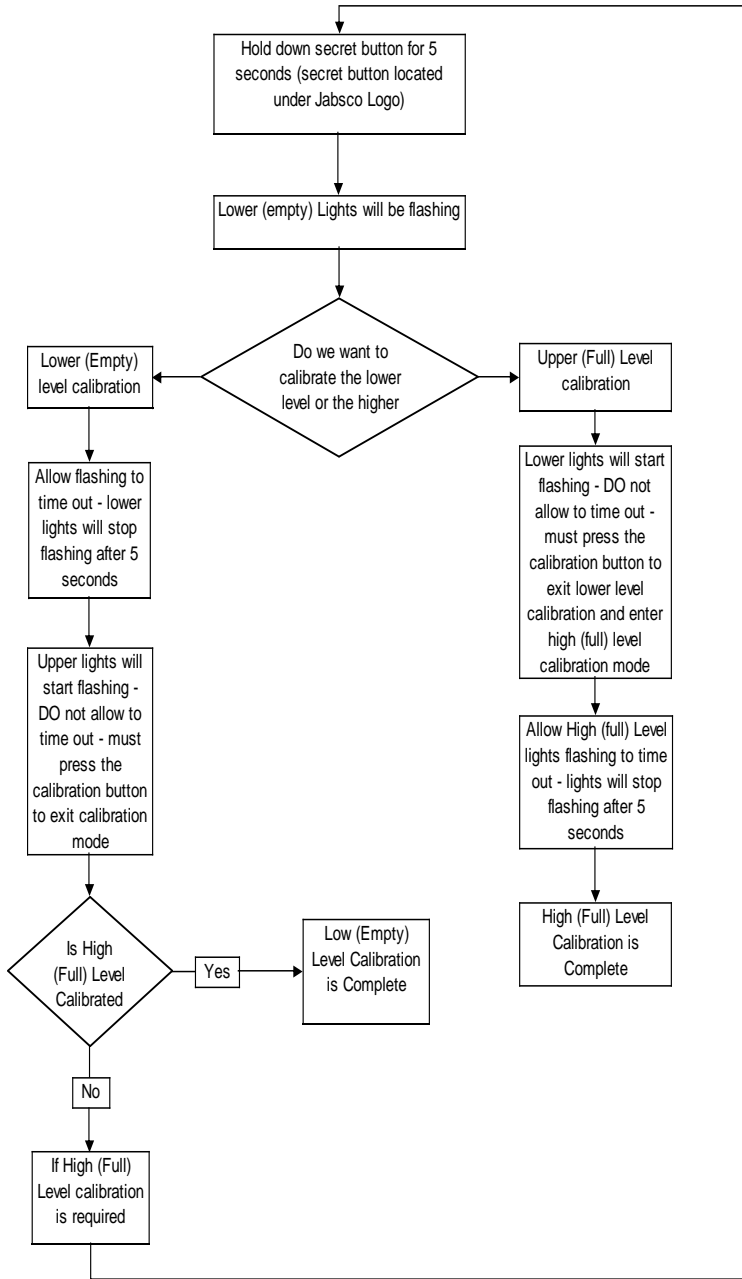 Hold down secret button for 5
seconds (secret button located
under Jabsco Logo)
Lower (empty) Lights will be flashing
Do we want to
calibrate the lower
level or the higher
Lower (Empty)
level calibration
Allow flashing to
time out - lower
lights will stop
flashing after 5
seconds
Upper lights will
start flashing -
DO not allow to
time out - must
press the
calibration button
to exit calibration
mode
Is High
(Full) Level
Calibrated
Yes
Low (Empty)
Level Calibration
is Complete
No
If High (Full)
Level calibration
is required
Upper (Full) Level
calibration
Lower lights will start
flashing - DO not
allow to time out -
must press the
calibration button to
exit lower level
calibration and enter
high (full) level
calibration mode
Allow High (full) Level
lights flashing to time
out - lights will stop
flashing after 5
seconds
High (Full) Level
Calibration is
Complete